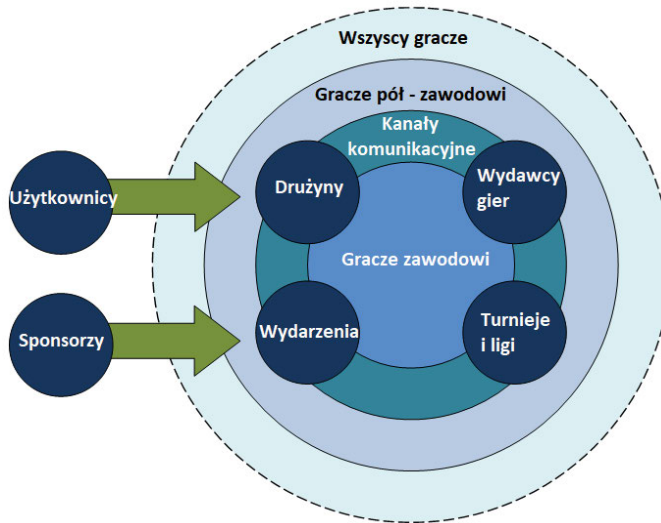 Wszyscy gracze
Gracze pół - zawodowi
Kanały
komunikacyjne
Drużyny
Wydawcy
gier
Użytkownicy
Gracze zawodowi
Wydarzenia
Turnieje
i ligi
Sponsorzy